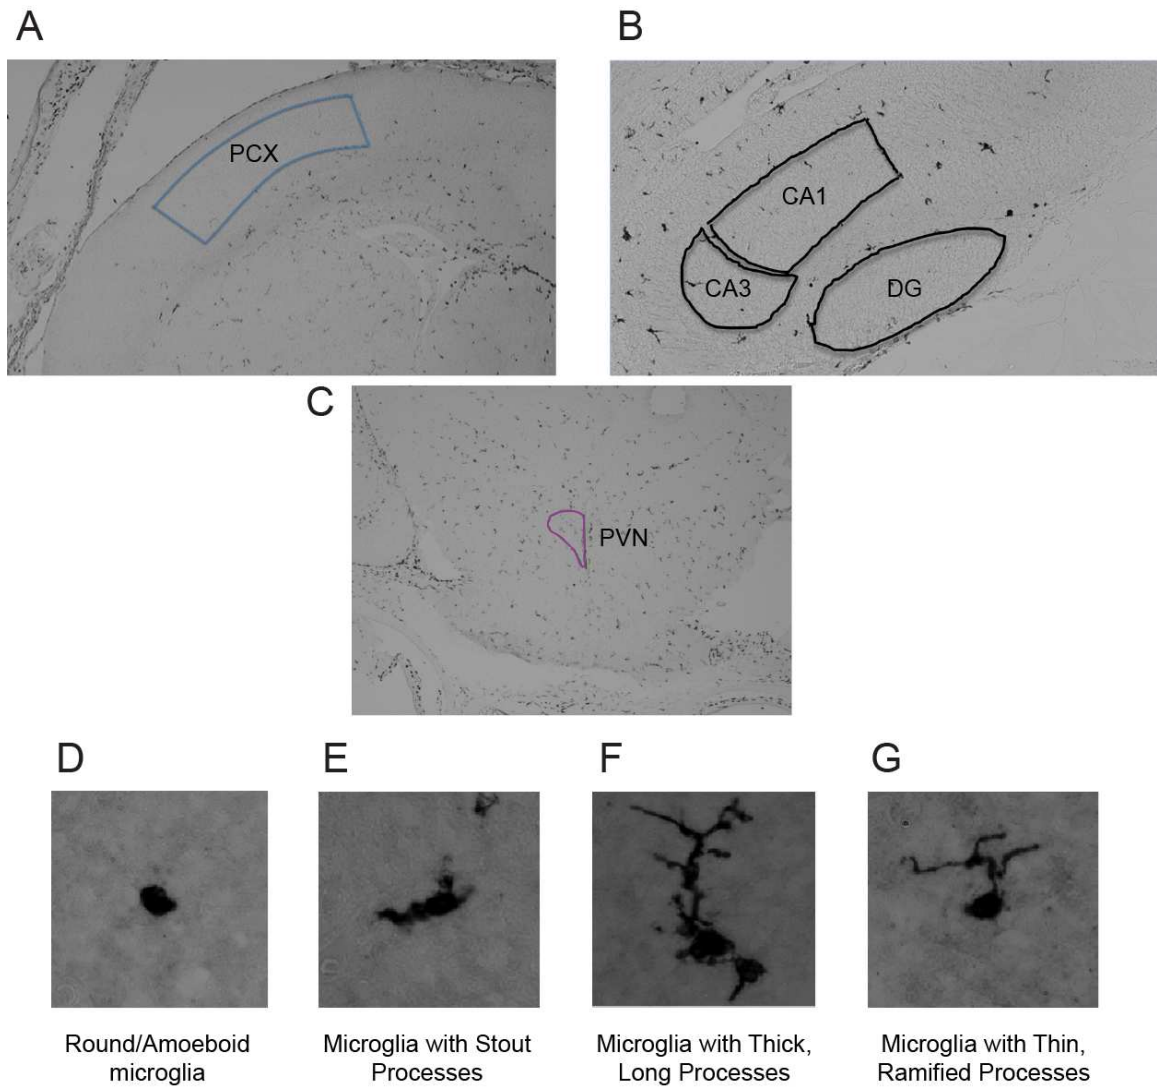 A
B
PCX
CA1
CA3
DG
C
PVN
D
E
F
G
Round/Amoeboid
microglia
Microglia with Stout
Processes
Microglia with Thick,
Long Processes
Microglia with Thin,
Ramified Processes